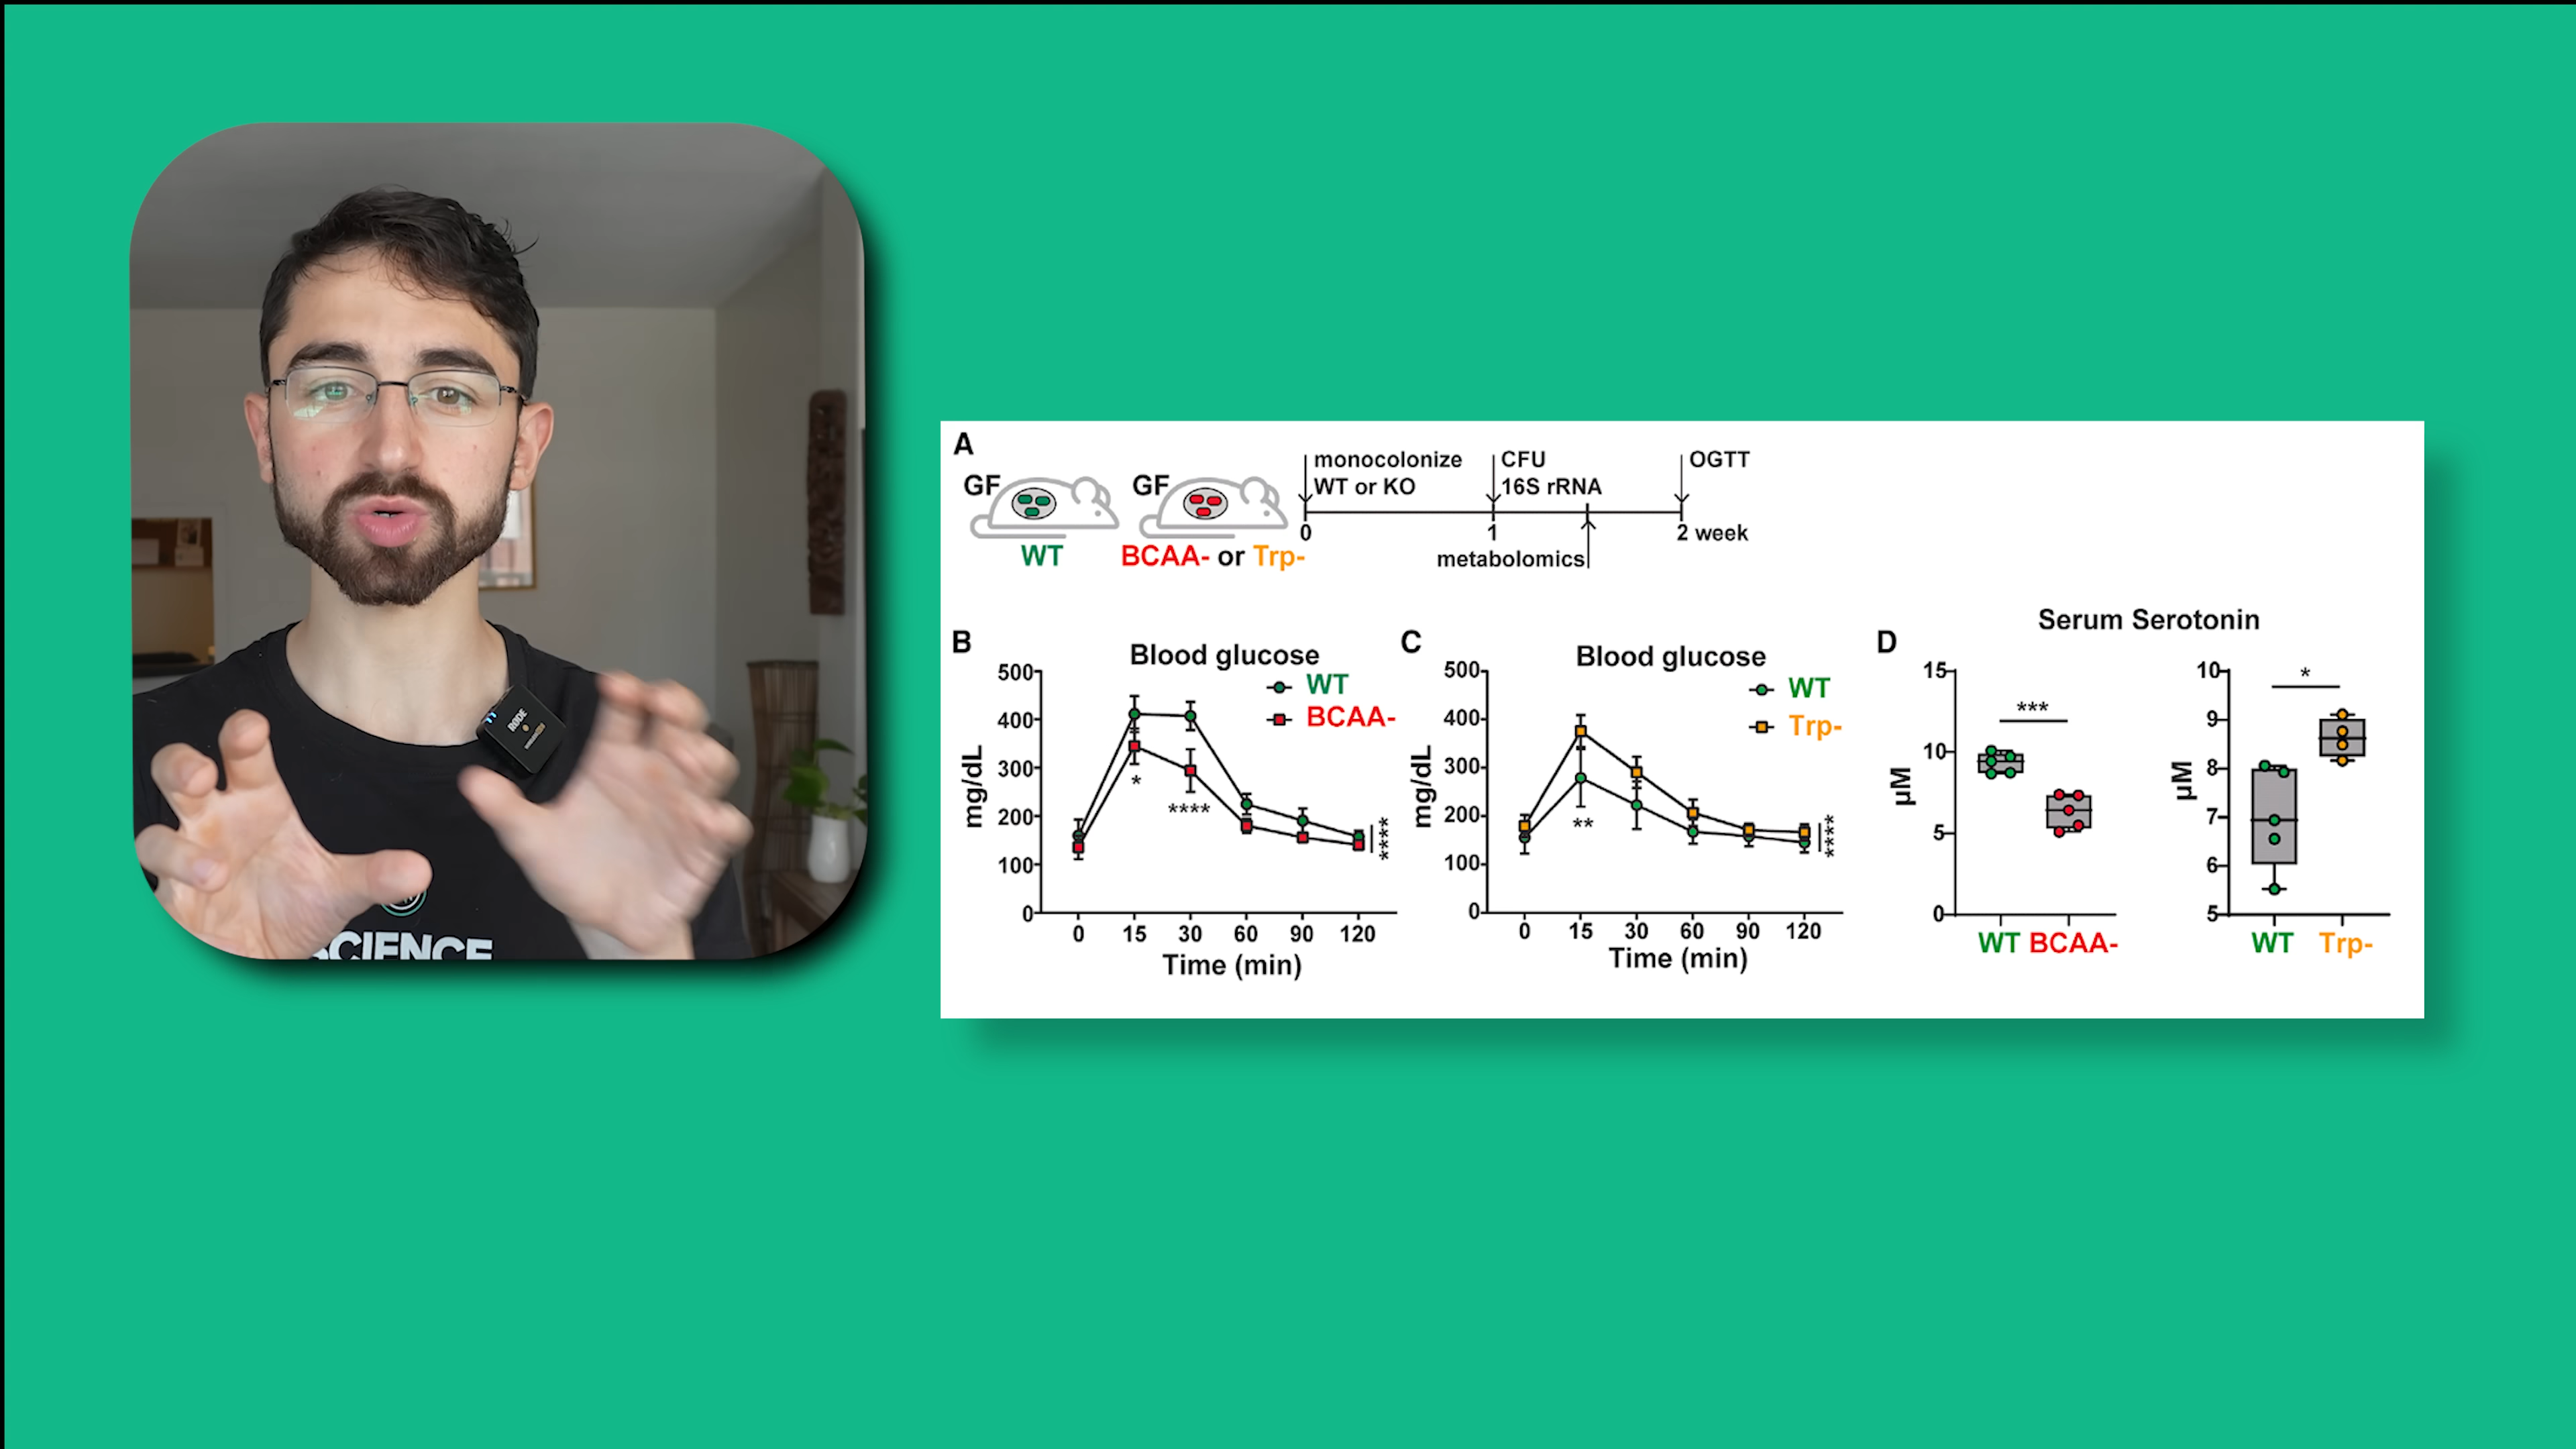 RØDE
SCIENCE
A
GF
WT
GF
BCAA- or Trp-
monocolonize
WT or KO
CFU
16S rRNA
OGTT
0
1
2 week
metabolomics
B
Blood glucose
WT
BCAA-
mg/dL
500
400
300
200
100
0
*
****
****
0 15 30 60 90 120
Time (min)
C
Blood glucose
WT
Trp-
mg/dL
500
400
300
200
100
0
**
****
0 15 30 60 90 120
Time (min)
D
Serum Serotonin
µM
15
10
5
0
***
WT BCAA-
µM
10
9
8
7
6
5
*
WT Trp-